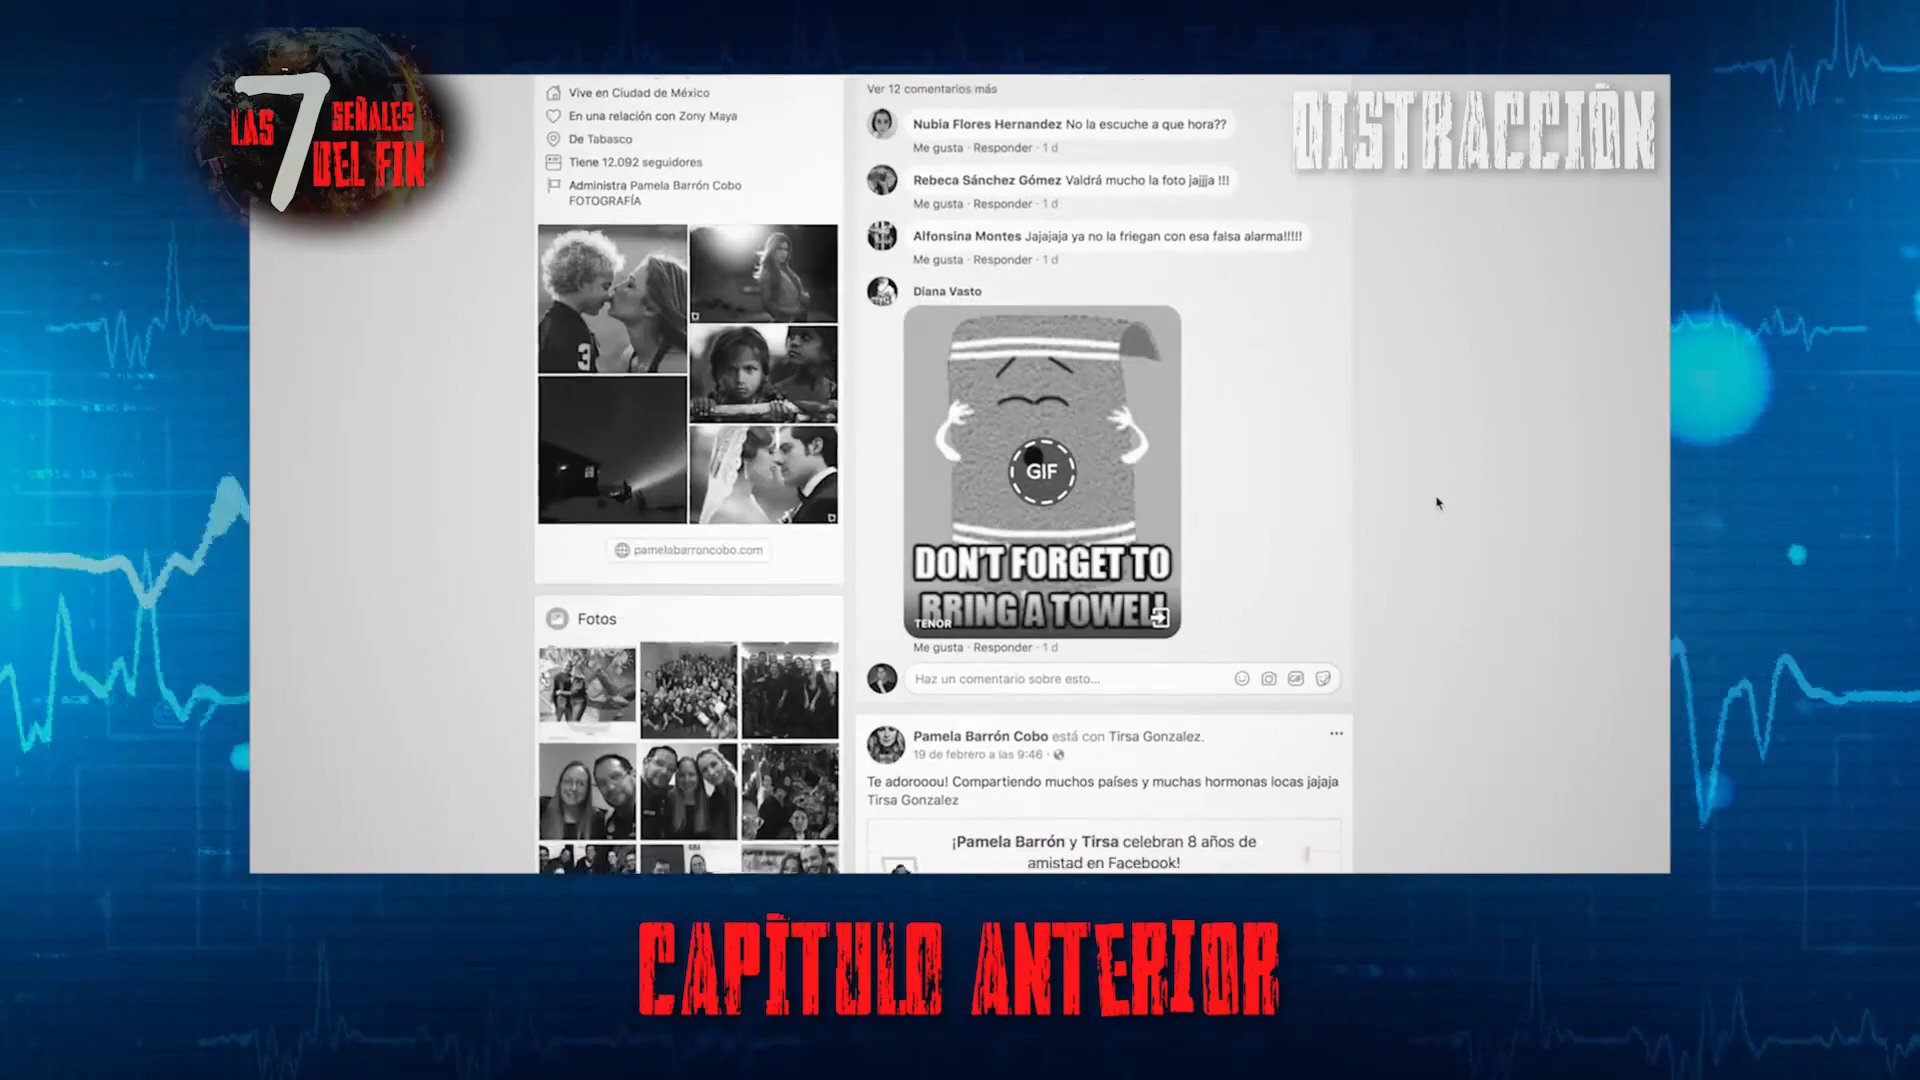 LAS 7 SEÑALES
DEL FIN
DISTRACCIÓN
Vive en Ciudad de México
En una relación con Zony Maya
De Tabasco
Tiene 12.092 seguidores
Administra Pamela Barrón Cobo
FOTOGRAFÍA
3
pamelabarroncobo.com
Fotos
Ver 12 comentarios más
Nubia Flores Hernandez No la escuche a que hora??
Me gusta · Responder · 1 d
Rebeca Sánchez Gómez Valdrá mucho la foto jajjja !!!
Me gusta · Responder · 1 d
Alfonsina Montes Jajajaja ya no la friegan con esa falsa alarma!!!!!
Me gusta · Responder · 1 d
Diana Vasto
GIF
DON'T FORGET TO
BRING A TOWEL!
TENOR
Me gusta · Responder · 1 d
Haz un comentario sobre esto...
GIF
Pamela Barrón Cobo está con Tirsa Gonzalez.
19 de febrero a las 9:46 ·
Te adorooou! Compartiendo muchos países y muchas hormonas locas jajaja
Tirsa Gonzalez
¡Pamela Barrón y Tirsa celebran 8 años de
amistad en Facebook!
CAPÍTULO ANTERIOR